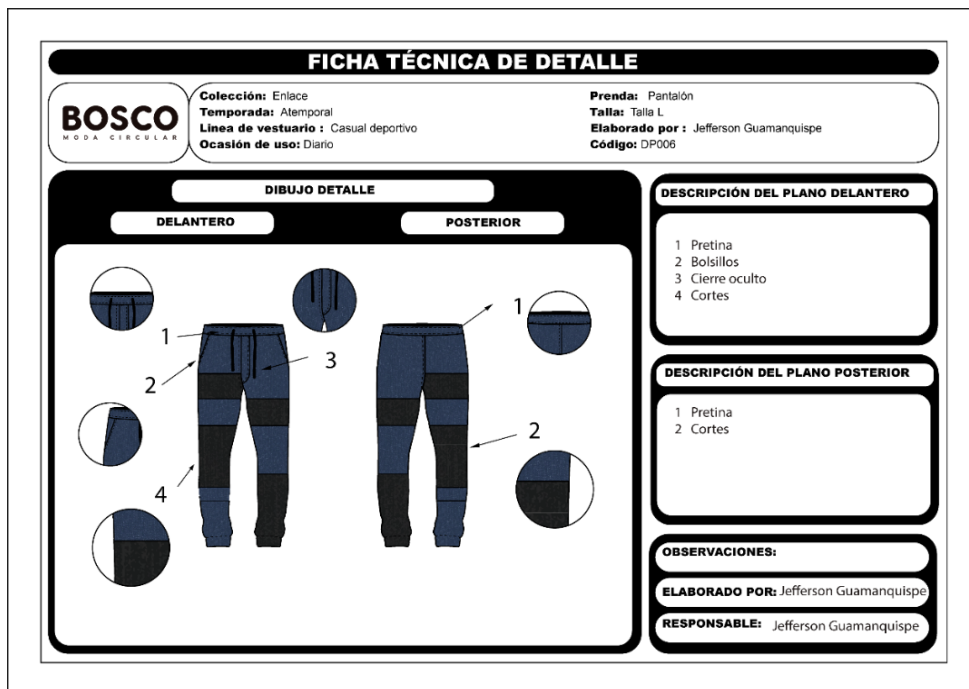 FICHA TÉCNICA DE DETALLE
BOSCO
MODA CIRCULAR
Colección: Enlace
Temporada: Atemporal
Linea de vestuario : Casual deportivo
Ocasión de uso: Diario
Prenda: Pantalón
Talla: Talla L
Elaborado por : Jefferson Guamanquispe
Código: DP006
DIBUJO DETALLE
DELANTERO
POSTERIOR
1
2
3
4
1
2
DESCRIPCIÓN DEL PLANO DELANTERO
1 Pretina
2 Bolsillos
3 Cierre oculto
4 Cortes
DESCRIPCIÓN DEL PLANO POSTERIOR
1 Pretina
2 Cortes
OBSERVACIONES:
ELABORADO POR: Jefferson Guamanquispe
RESPONSABLE: Jefferson Guamanquispe